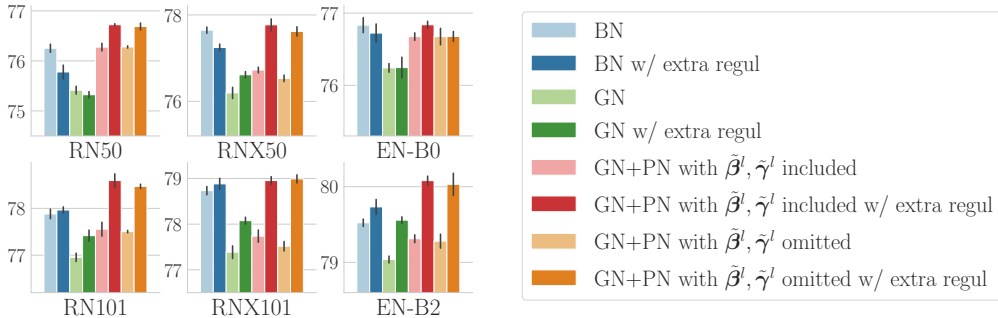 77
76
75
RN50
78
76
RNX50
77
76
EN-B0
78
77
RN101
79
78
77
RNX101
80
79
EN-B2
BN
BN w/ extra regul
GN
GN w/ extra regul
GN+PN with β̃ˡ, γ̃ˡ included
GN+PN with β̃ˡ, γ̃ˡ included w/ extra regul
GN+PN with β̃ˡ, γ̃ˡ omitted
GN+PN with β̃ˡ, γ̃ˡ omitted w/ extra regul